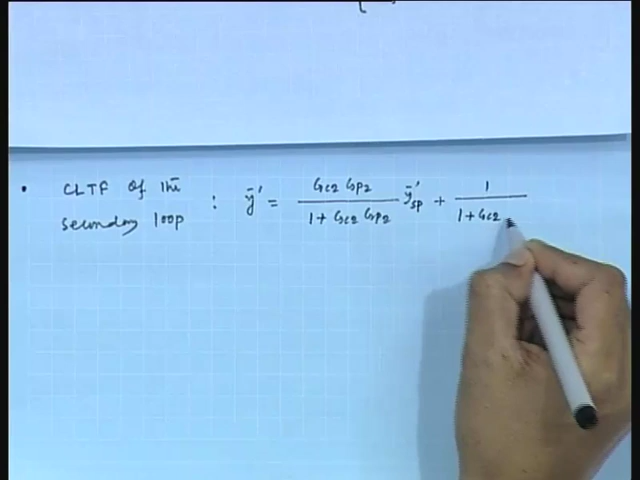 • CLTF of the secondary loop : ȳ' = Gc2 Gp2 / (1 + Gc2 Gp2) ȳ'sp + 1 / (1 + Gc2